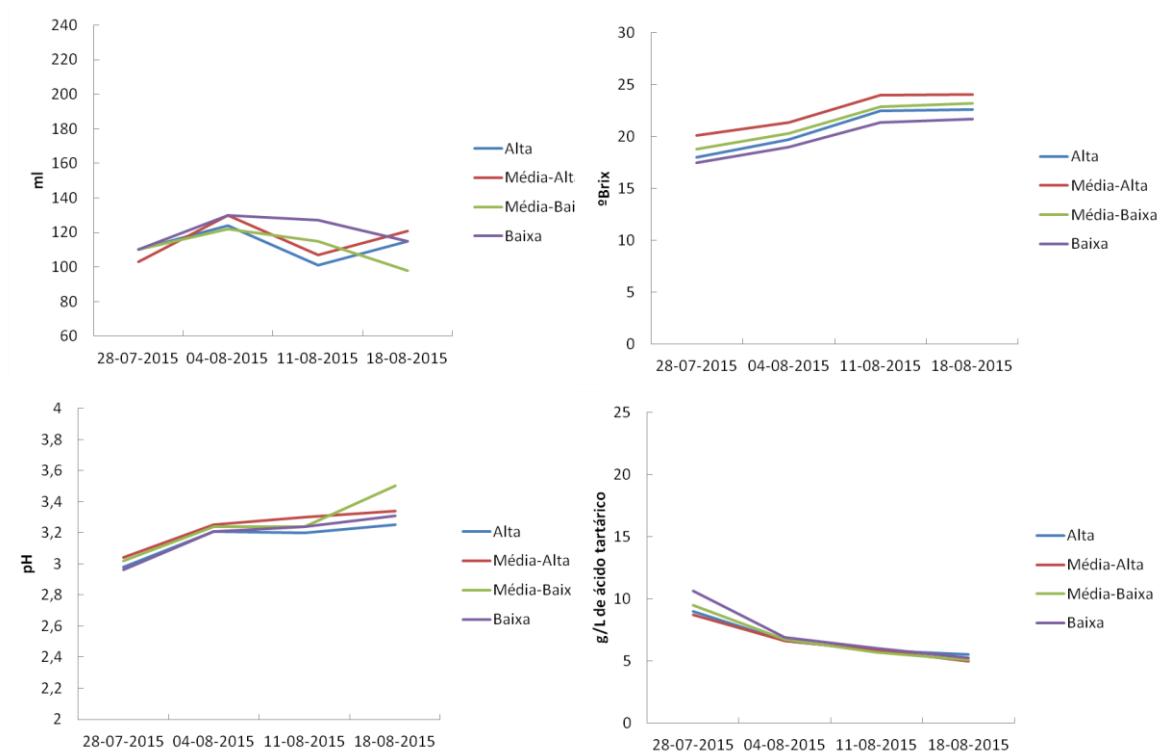 240
220
200
180
160
140
120
100
80
60
ml
28-07-2015 04-08-2015 11-08-2015 18-08-2015
Alta
Média-Alta
Média-Bai
Baixa
30
25
20
15
10
5
0
ºBrix
28-07-2015 04-08-2015 11-08-2015 18-08-2015
Alta
Média-Alta
Média-Baixa
Baixa
4
3,8
3,6
3,4
3,2
3
2,8
2,6
2,4
2,2
2
pH
28-07-2015 04-08-2015 11-08-2015 18-08-2015
Alta
Média-Alta
Média-Baix
Baixa
25
20
15
10
5
0
g/L de ácido tartárico
28-07-2015 04-08-2015 11-08-2015 18-08-2015
Alta
Média-Alta
Média-Baixa
Baixa